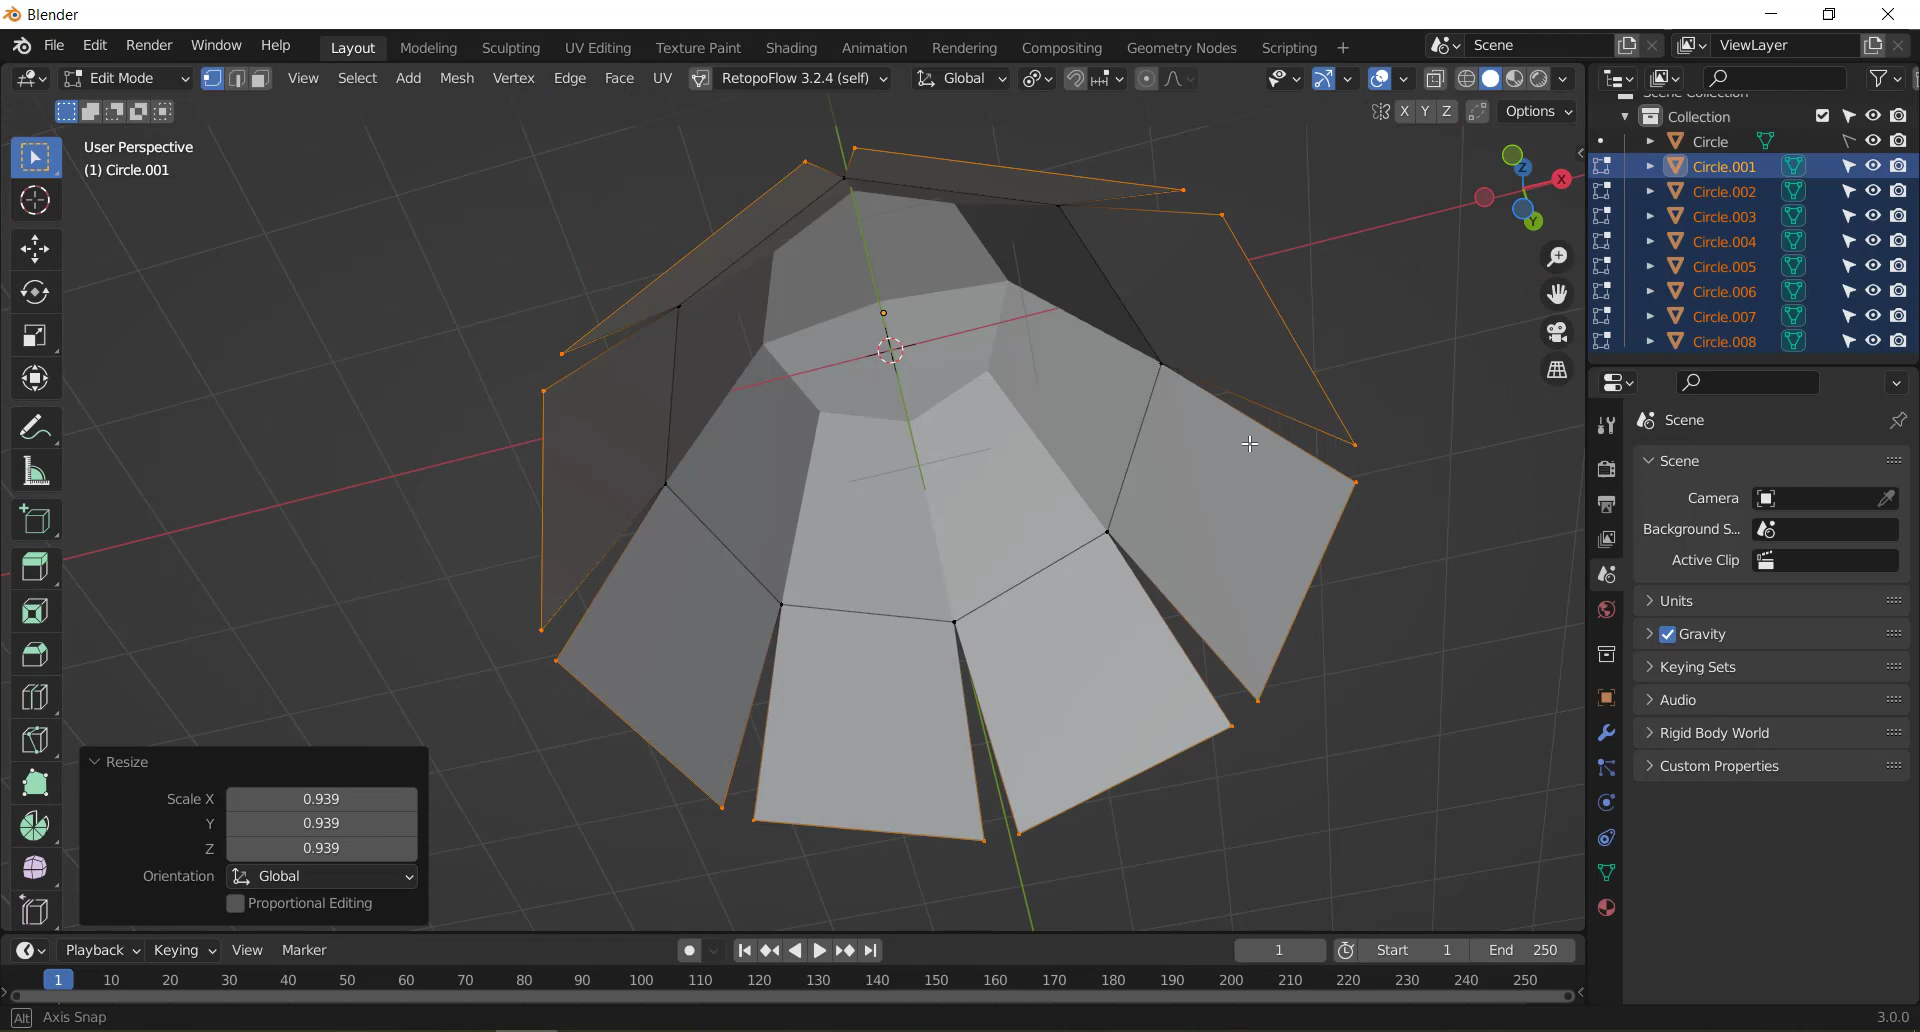 Blender
File Edit Render Window Help Layout Modeling Sculpting UV Editing Texture Paint Shading Animation Rendering Compositing Geometry Nodes Scripting + Scene ViewLayer
Edit Mode View Select Add Mesh Vertex Edge Face UV RetopoFlow 3.2.4 (self) Global
X Y Z Options
User Perspective
(1) Circle.001
X
Y
Z
Scene Collection
Collection
Circle
Circle.001
Circle.002
Circle.003
Circle.004
Circle.005
Circle.006
Circle.007
Circle.008
Scene
Scene
Camera
Background S...
Active Clip
Units
Gravity
Keying Sets
Audio
Rigid Body World
Custom Properties
Resize
Scale X 0.939
Y 0.939
Z 0.939
Orientation Global
Proportional Editing
Playback Keying View Marker 1 Start 1 End 250
1 10 20 30 40 50 60 70 80 90 100 110 120 130 140 150 160 170 180 190 200 210 220 230 240 250
Alt Axis Snap 3.0.0